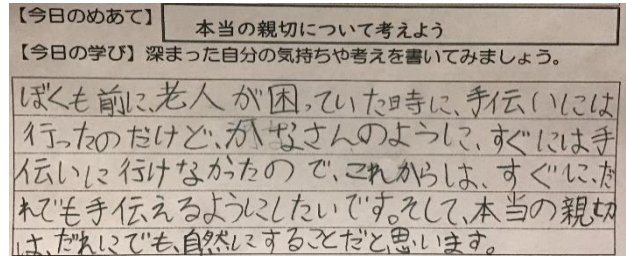 【今日のめあて】 本当の親切について考えよう
【今日の学び】深まった自分の気持ちや考えを書いてみましょう。
ぼくも前に、老人が困っていた時に、手伝いには
行ったのだけど、かなさんのように、すぐには手
伝いに行けなかったので、これからは、すぐに、だ
れでも手伝えるようにしたいです。そして、本当の親切
は、だれにでも、自然にすることだと思います。